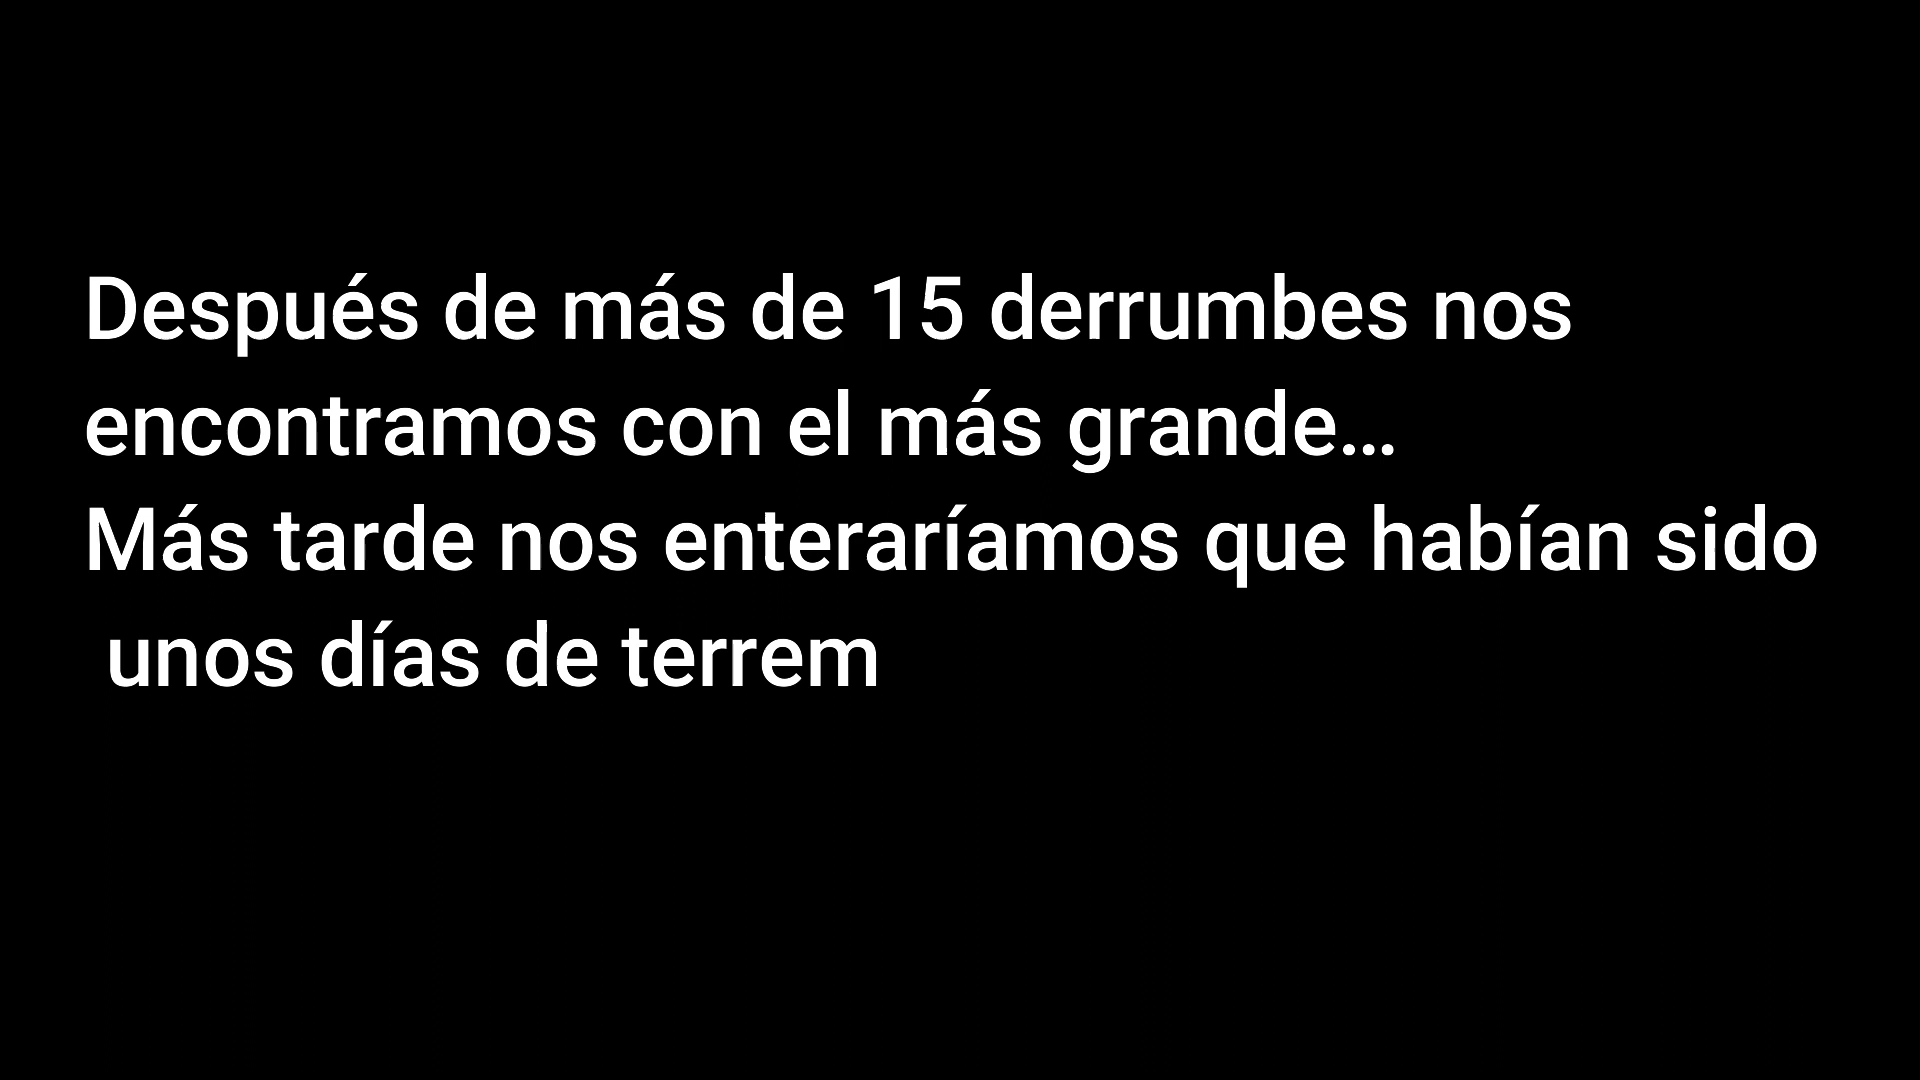 Después de más de 15 derrumbes nos
encontramos con el más grande...
Más tarde nos enteraríamos que habían sido
unos días de terrem